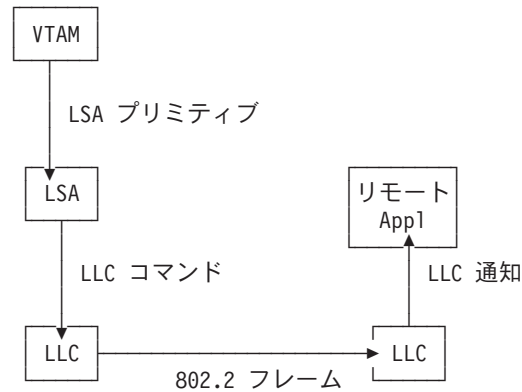 VTAM
LSA プリミティブ
LSA
リモート
Appl
LLC コマンド
LLC 通知
LLC
LLC
802.2 フレーム